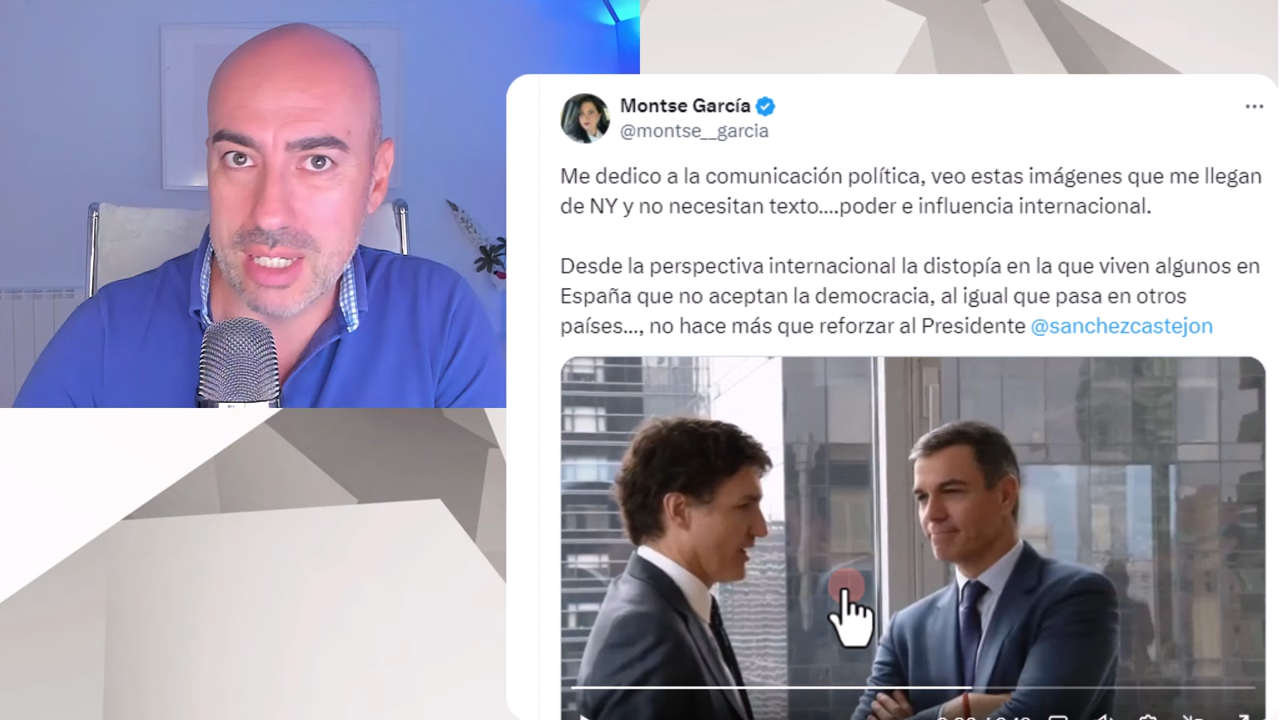 Montse García
@montse__garcia
Me dedico a la comunicación política, veo estas imágenes que me llegan
de NY y no necesitan texto....poder e influencia internacional.
Desde la perspectiva internacional la distopía en la que viven algunos en
España que no aceptan la democracia, al igual que pasa en otros
países..., no hace más que reforzar al Presidente @sanchezcastejon